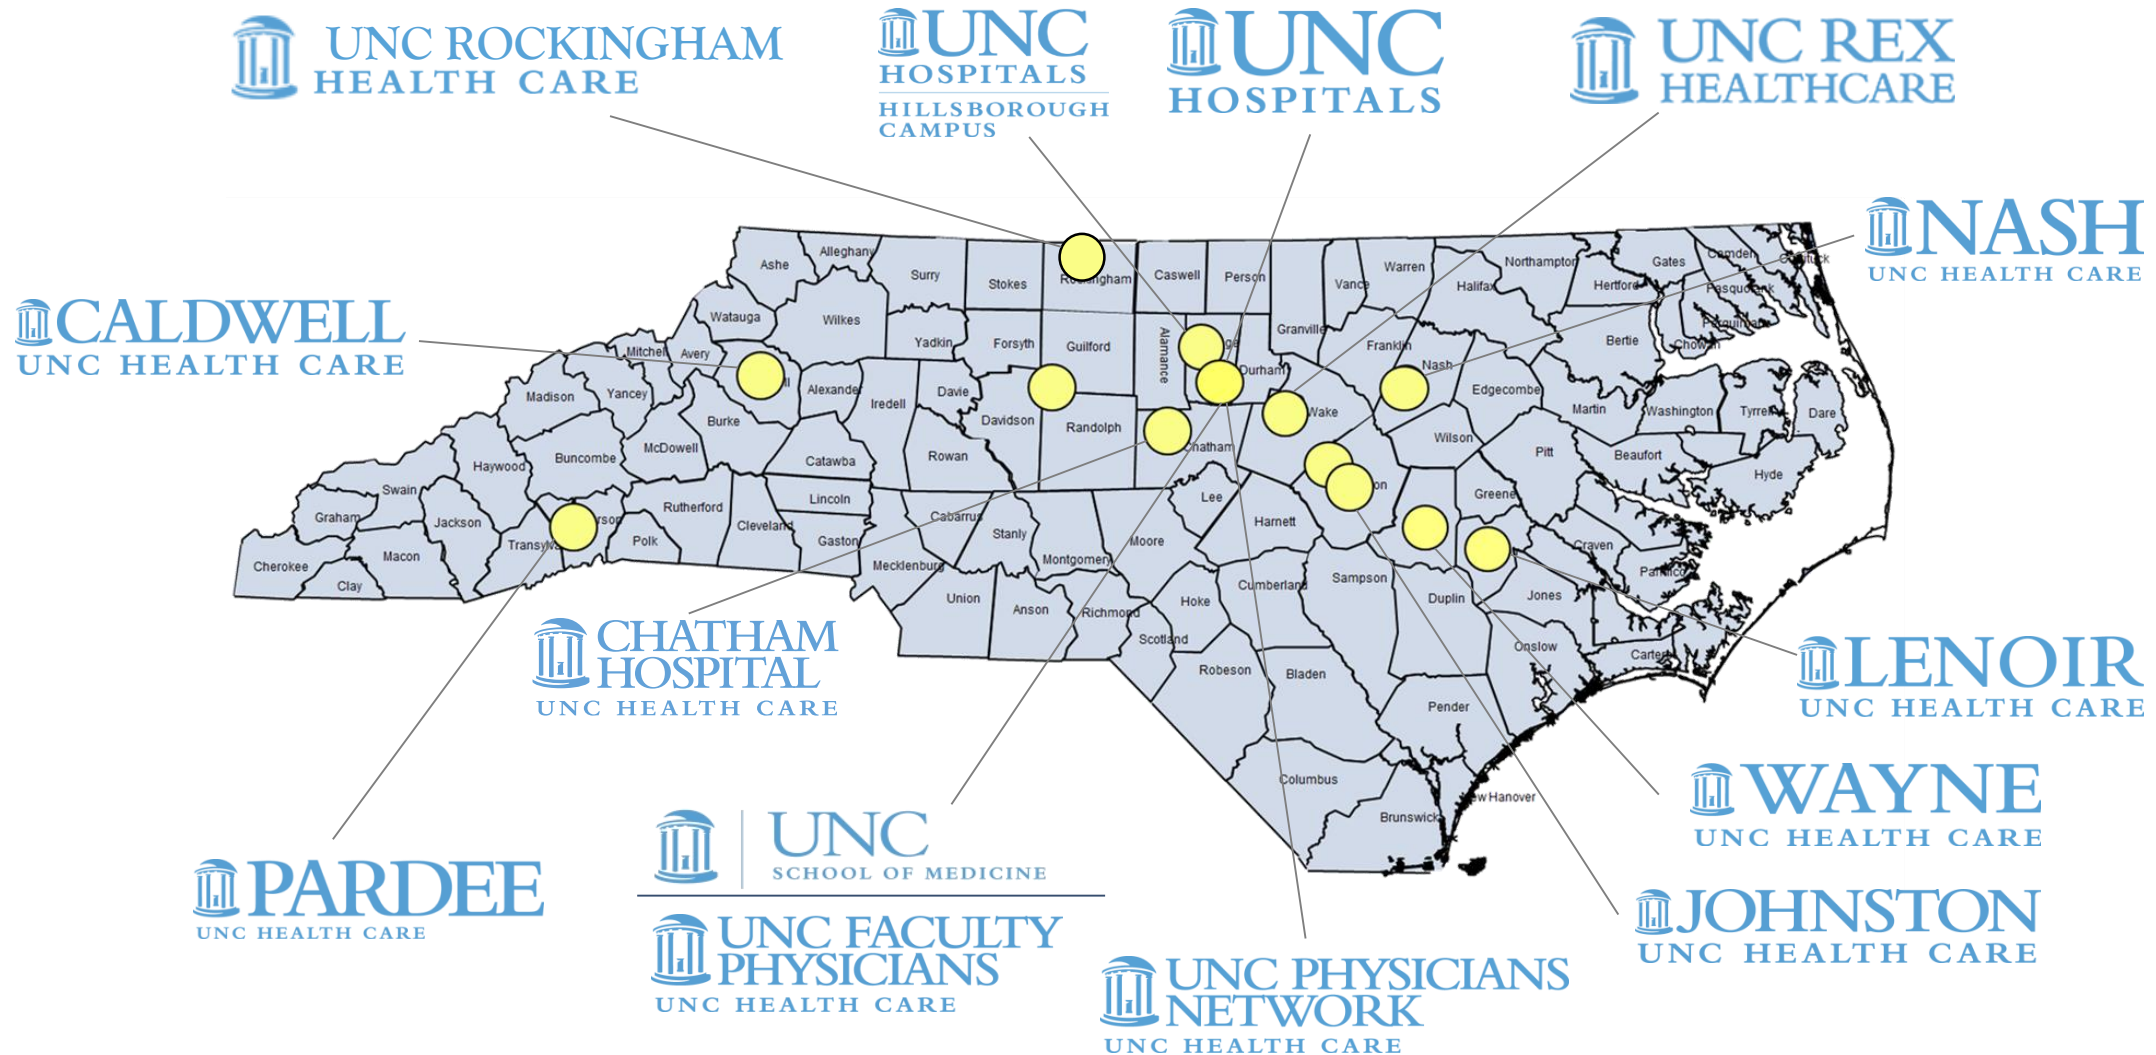 UNC ROCKINGHAM
HEALTH CARE
UNC
HOSPITALS
HILLSBOROUGH
CAMPUS
UNC
HOSPITALS
UNC REX
HEALTHCARE
NASH
UNC HEALTH CARE
CALDWELL
UNC HEALTH CARE
Ashe
Alleghany
Surry
Stokes
Caswell
Person
Vance
Warren
Halifax
Northampton
Hertford
Gates
Camden
Pasquotank
Bertie
Chowan
Watauga
Wilkes
Yadkin
Forsyth
Guilford
Alamance
Durham
Granville
Franklin
Nash
Edgecombe
Martin
Washington
Tyrrell
Dare
Mitchell
Avery
Madison
Yancey
Burke
Alexander
Iredell
Davie
Davidson
Randolph
Chatham
Wake
Wilson
Pitt
Beaufort
Hyde
Haywood
Buncombe
McDowell
Catawba
Rowan
Swain
Graham
Jackson
Rutherford
Cleveland
Lincoln
Gaston
Cabarrus
Stanly
Montgomery
Moore
Lee
Harnett
Greene
Craven
Pamlico
Cherokee
Clay
Macon
Polk
Mecklenburg
Union
Anson
Richmond
Scotland
Hoke
Cumberland
Sampson
Duplin
Jones
Onslow
Robeson
Bladen
Pender
Columbus
Brunswick
CHATHAM
HOSPITAL
UNC HEALTH CARE
LENOIR
UNC HEALTH CARE
WAYNE
UNC HEALTH CARE
PARDEE
UNC HEALTH CARE
UNC
SCHOOL OF MEDICINE
UNC FACULTY
PHYSICIANS
UNC HEALTH CARE
UNC PHYSICIANS
NETWORK
UNC HEALTH CARE
JOHNSTON
UNC HEALTH CARE